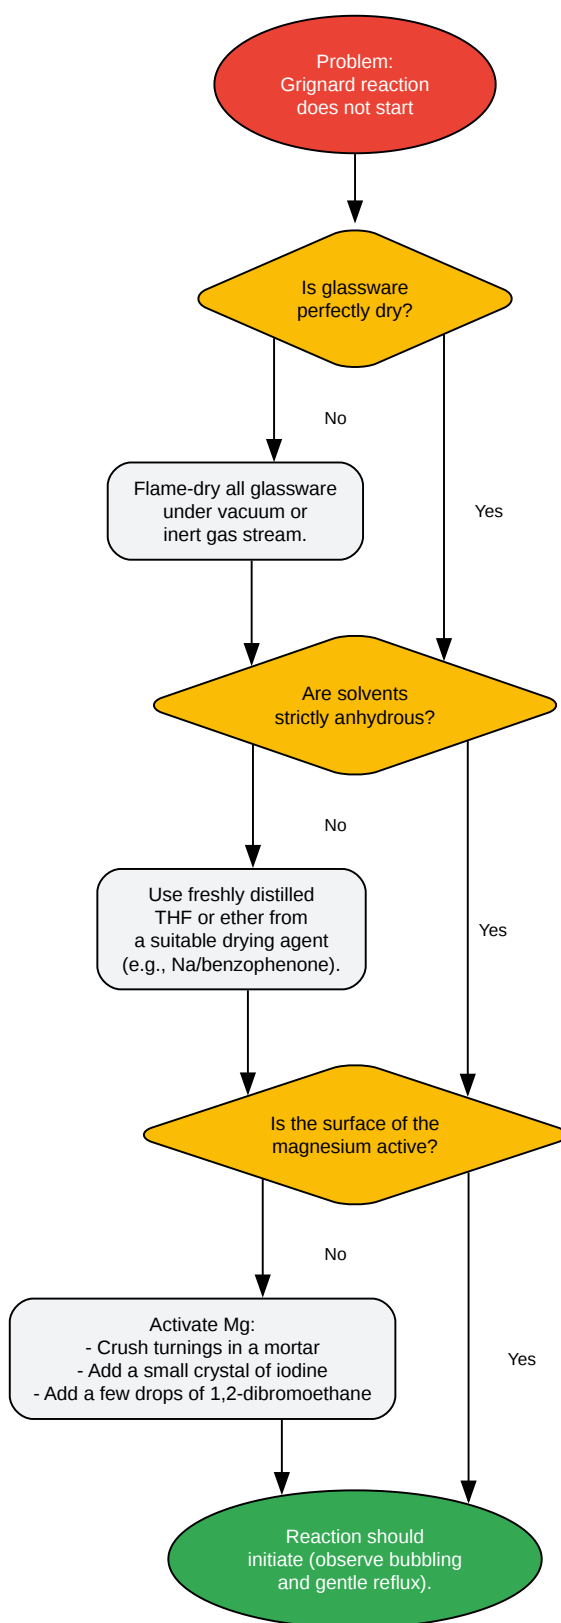 Problem:
Grignard reaction
does not start
Is glassware
perfectly dry?
No
Flame-dry all glassware
under vacuum or
inert gas stream.
Yes
Are solvents
strictly anhydrous?
No
Use freshly distilled
THF or ether from
a suitable drying agent
(e.g., Na/benzophenone).
Yes
Is the surface of the
magnesium active?
No
Activate Mg:
- Crush turnings in a mortar
- Add a small crystal of iodine
- Add a few drops of 1,2-dibromoethane
Yes
Reaction should
initiate (observe bubbling
and gentle reflux).